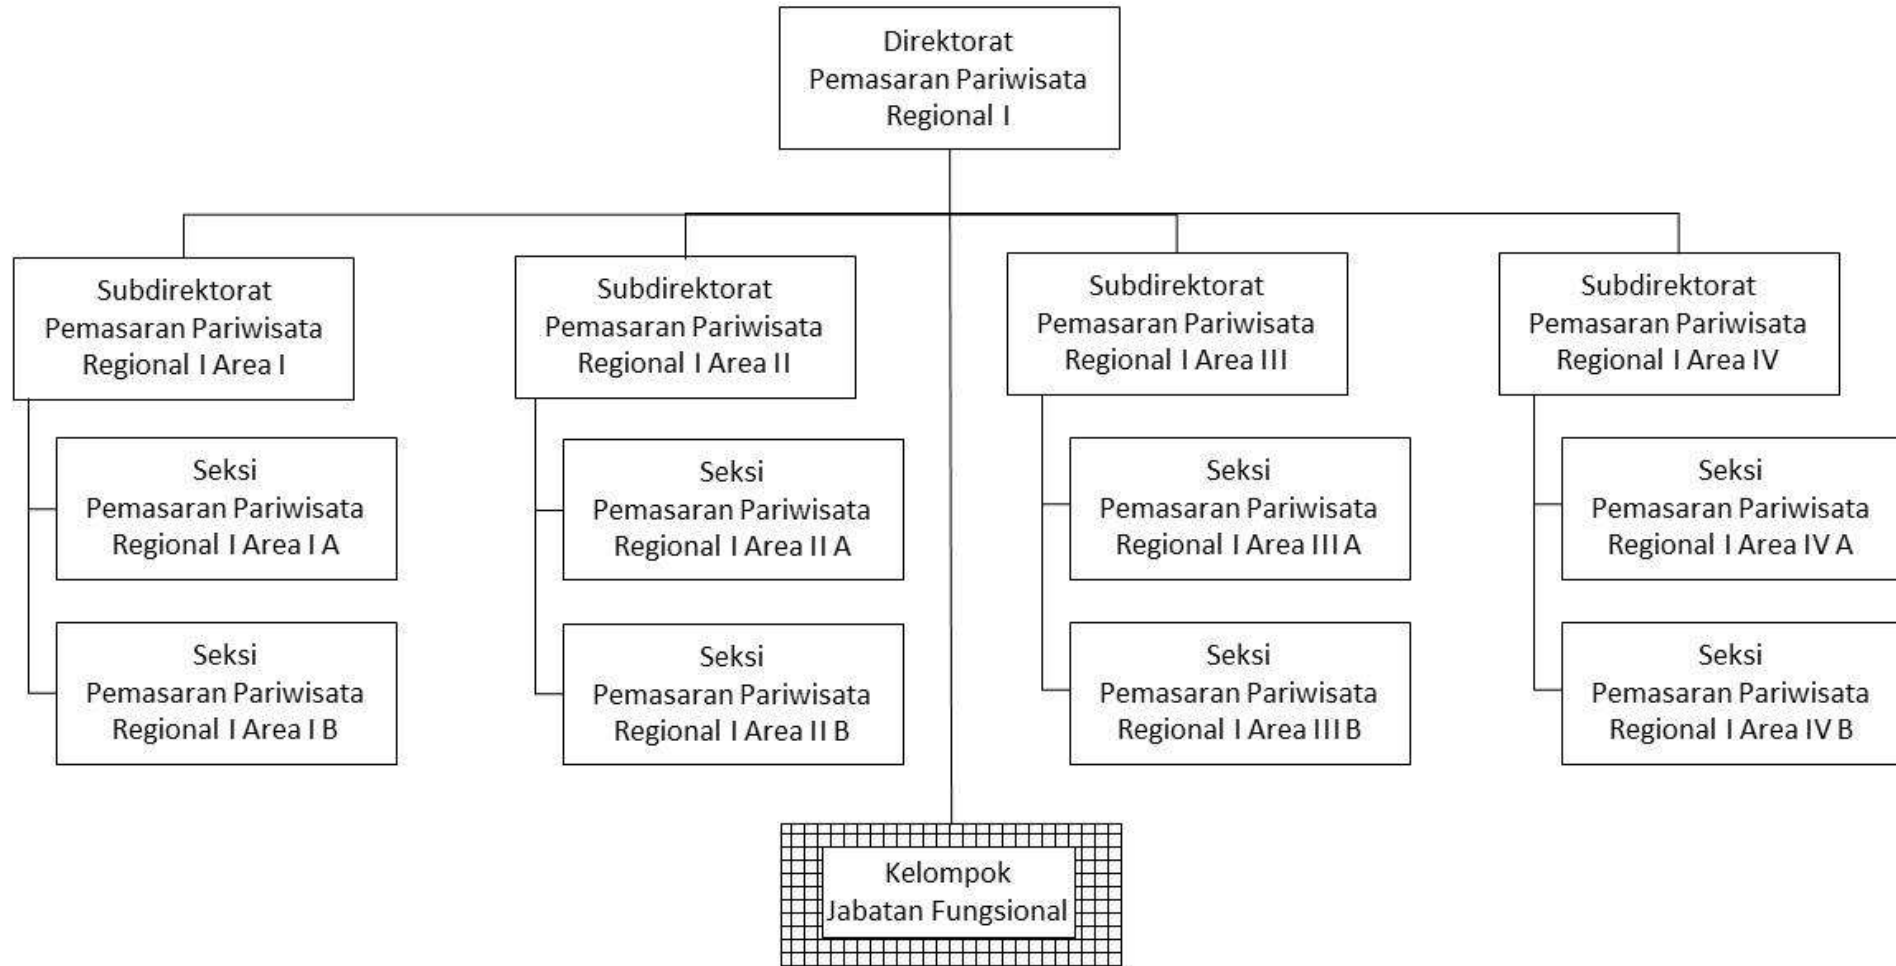 Direktorat
Pemasaran Pariwisata
Regional I
Subdirektorat
Pemasaran Pariwisata
Regional I Area I
Subdirektorat
Pemasaran Pariwisata
Regional I Area II
Subdirektorat
Pemasaran Pariwisata
Regional I Area III
Subdirektorat
Pemasaran Pariwisata
Regional I Area IV
Seksi
Pemasaran Pariwisata
Regional I Area I A
Seksi
Pemasaran Pariwisata
Regional I Area II A
Seksi
Pemasaran Pariwisata
Regional I Area III A
Seksi
Pemasaran Pariwisata
Regional I Area IV A
Seksi
Pemasaran Pariwisata
Regional I Area I B
Seksi
Pemasaran Pariwisata
Regional I Area II B
Seksi
Pemasaran Pariwisata
Regional I Area III B
Seksi
Pemasaran Pariwisata
Regional I Area IV B
Kelompok
Jabatan Fungsional